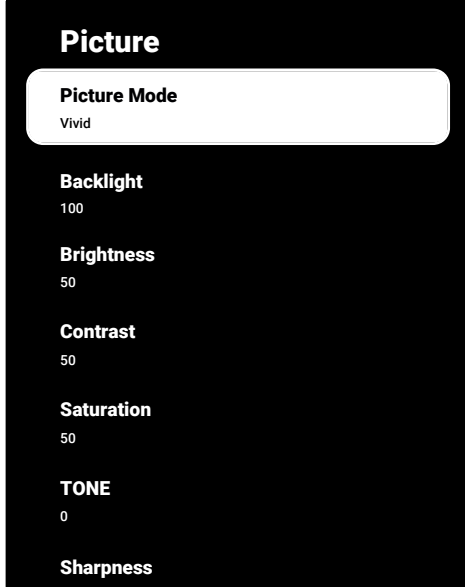 Picture
Picture Mode
Vivid
Backlight
100
Brightness
50
Contrast
50
Saturation
50
TONE
0
Sharpness